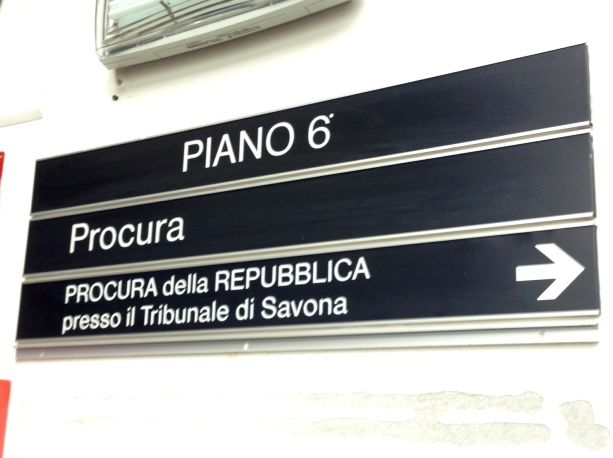 PIANO 6°
Procura
PROCURA della REPUBBLICA
presso il Tribunale di Savona